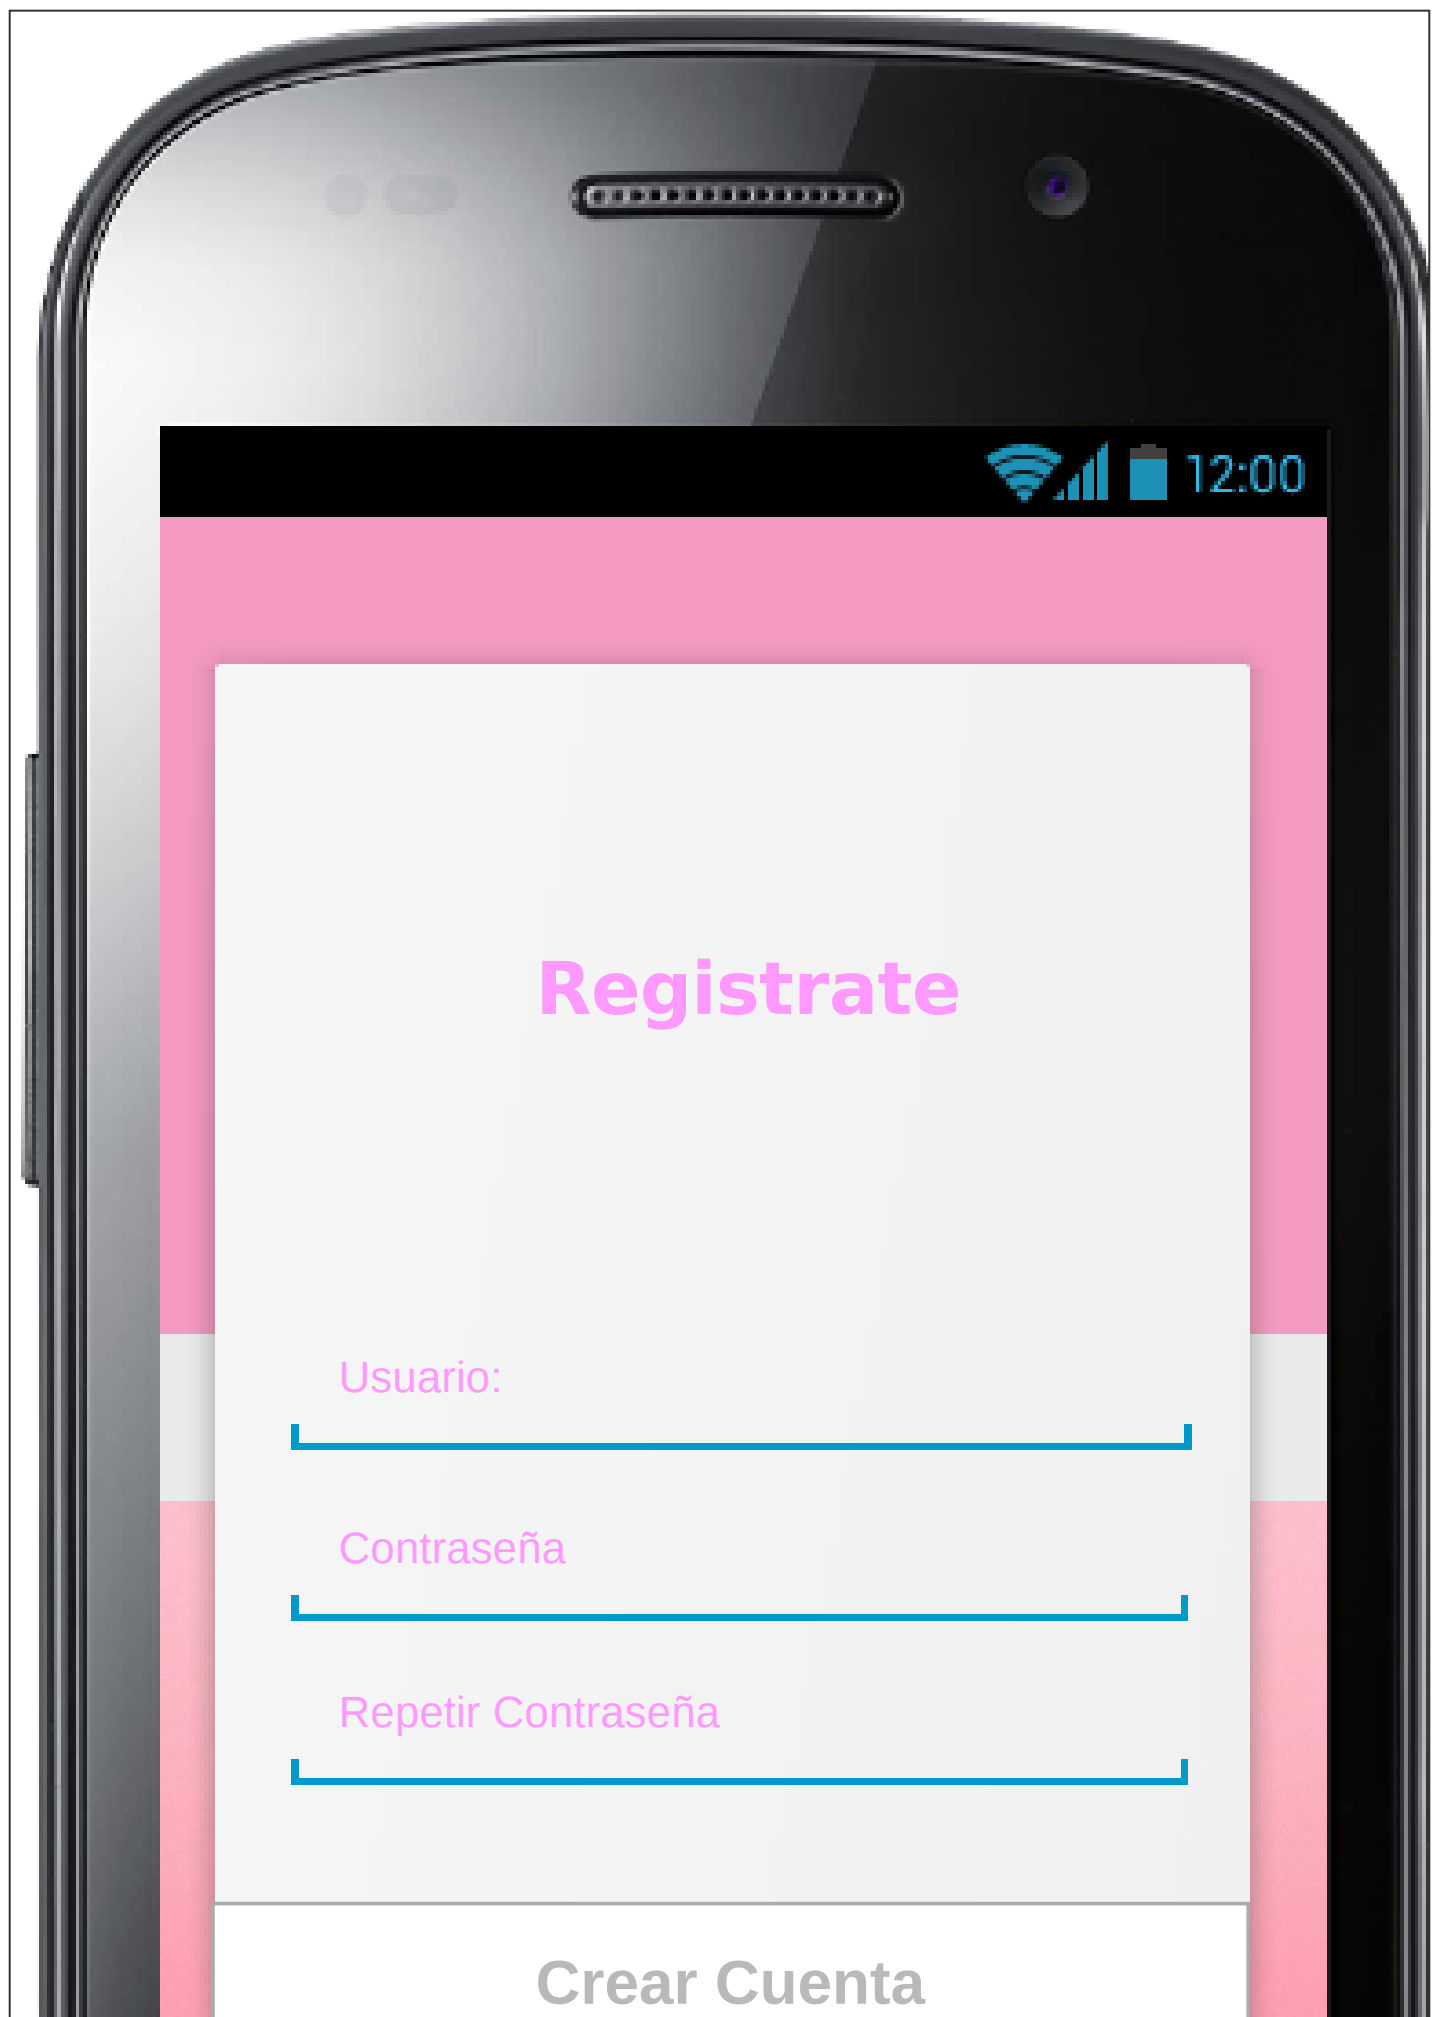 12:00
Registrate
Usuario:
Contraseña
Repetir Contraseña
Crear Cuenta